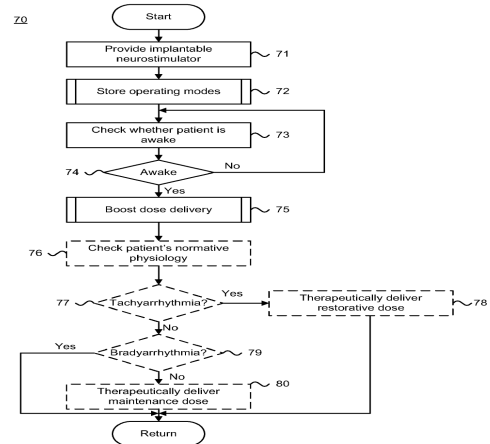 70
Start
Provide implantable
neurostimulator
71
Store operating modes
72
Check whether patient is
awake
73
74
Awake
No
Yes
Boost dose delivery
75
76
Check patient's normative
physiology
77
Tachyarrhythmia?
Yes
Therapeutically deliver
restorative dose
78
No
Yes
Bradyarrhythmia?
79
No
80
Therapeutically deliver
maintenance dose
Return